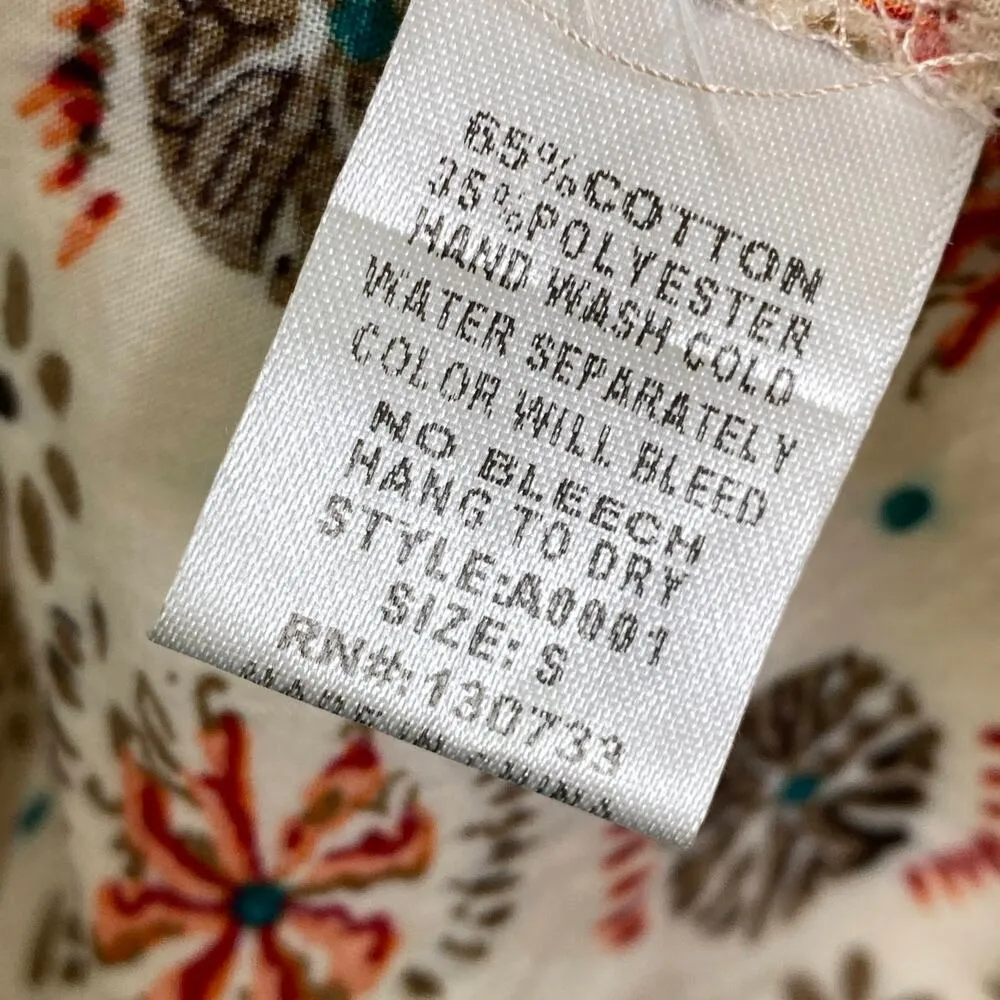 65%COTTON
35%POLYESTER
HAND WASH COLD
WATER SEPARATELY
COLOR WILL BLEED
NO BLEECH
HANG TO DRY
STYLE:A0001
SIZE: S
RN#: 130733